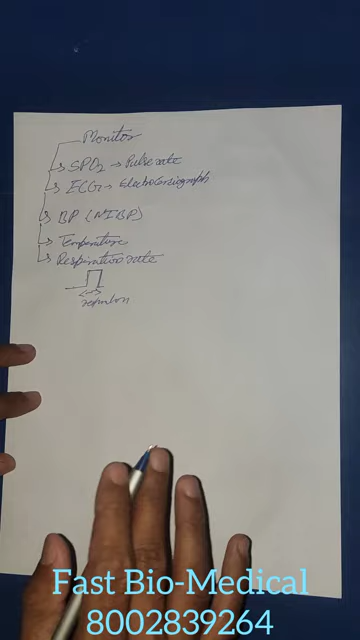 Monitor
SPO2 → Pulse rate
ECG → Electrocardiograph
BP (NIBP)
Temperature
Respiration rate
Fast Bio-Medical
8002839264